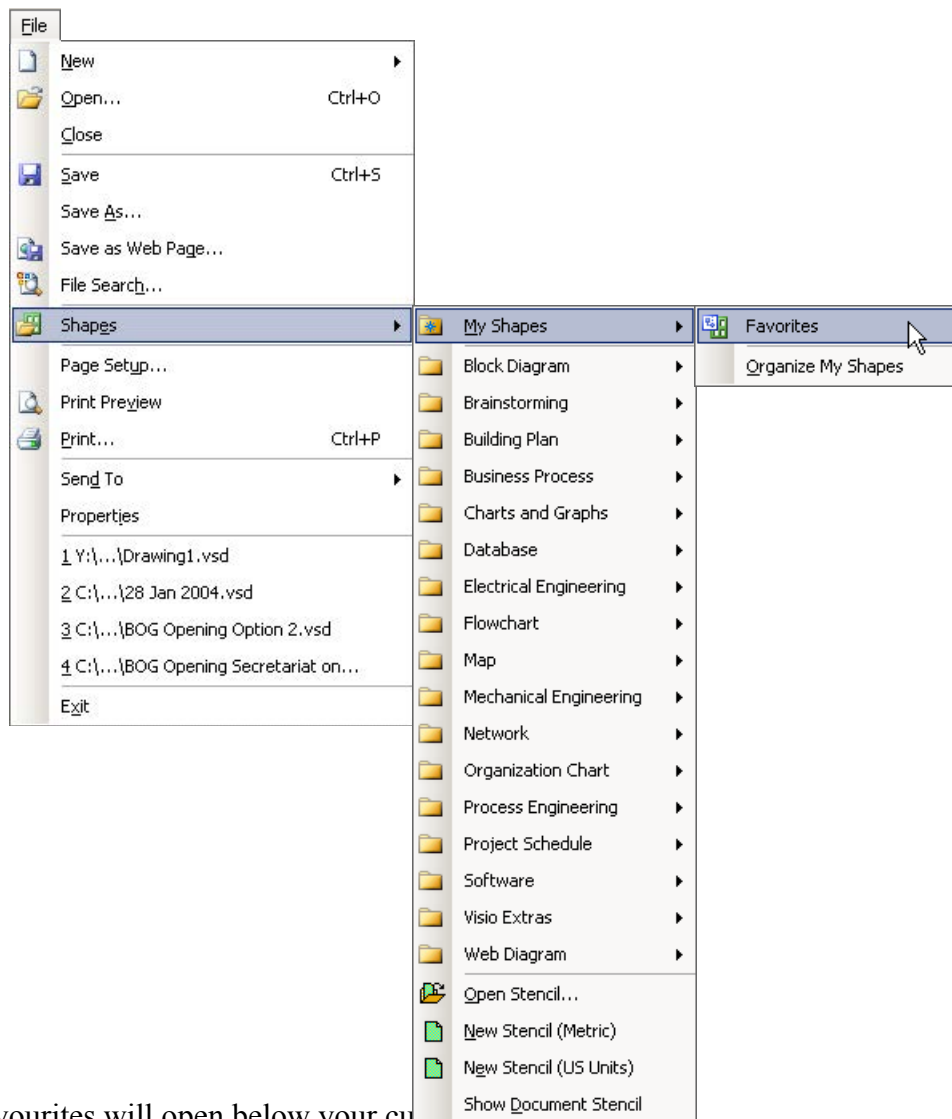 File
New
Open... Ctrl+O
Close
Save Ctrl+S
Save As...
Save as Web Page...
File Search...
Shapes
Page Setup...
Print Preview
Print... Ctrl+P
Send To
Properties
1 Y:\...\Drawing1.vsd
2 C:\...\28 Jan 2004.vsd
3 C:\...\BOG Opening Option 2.vsd
4 C:\...\BOG Opening Secretariat on...
Exit
My Shapes
Block Diagram
Brainstorming
Building Plan
Business Process
Charts and Graphs
Database
Electrical Engineering
Flowchart
Map
Mechanical Engineering
Network
Organization Chart
Process Engineering
Project Schedule
Software
Visio Extras
Web Diagram
Open Stencil...
New Stencil (Metric)
New Stencil (US Units)
Show Document Stencil
Favorites
Organize My Shapes
will open below your